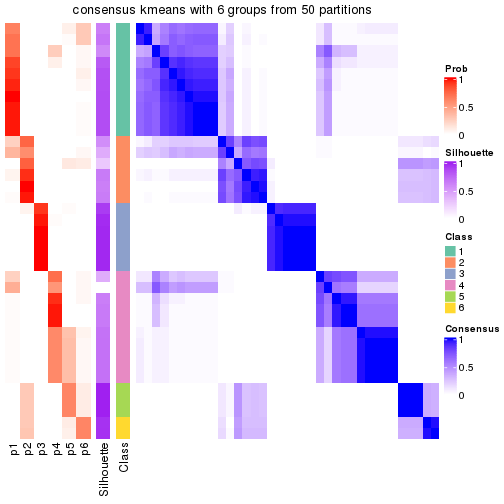 consensus kmeans with 6 groups from 50 partitions
p1
p2
p3
p4
p5
p6
Silhouette
Class
Prob
1
0.5
0
Silhouette
1
0.5
0
Class
1
2
3
4
5
6
Consensus
1
0.5
0